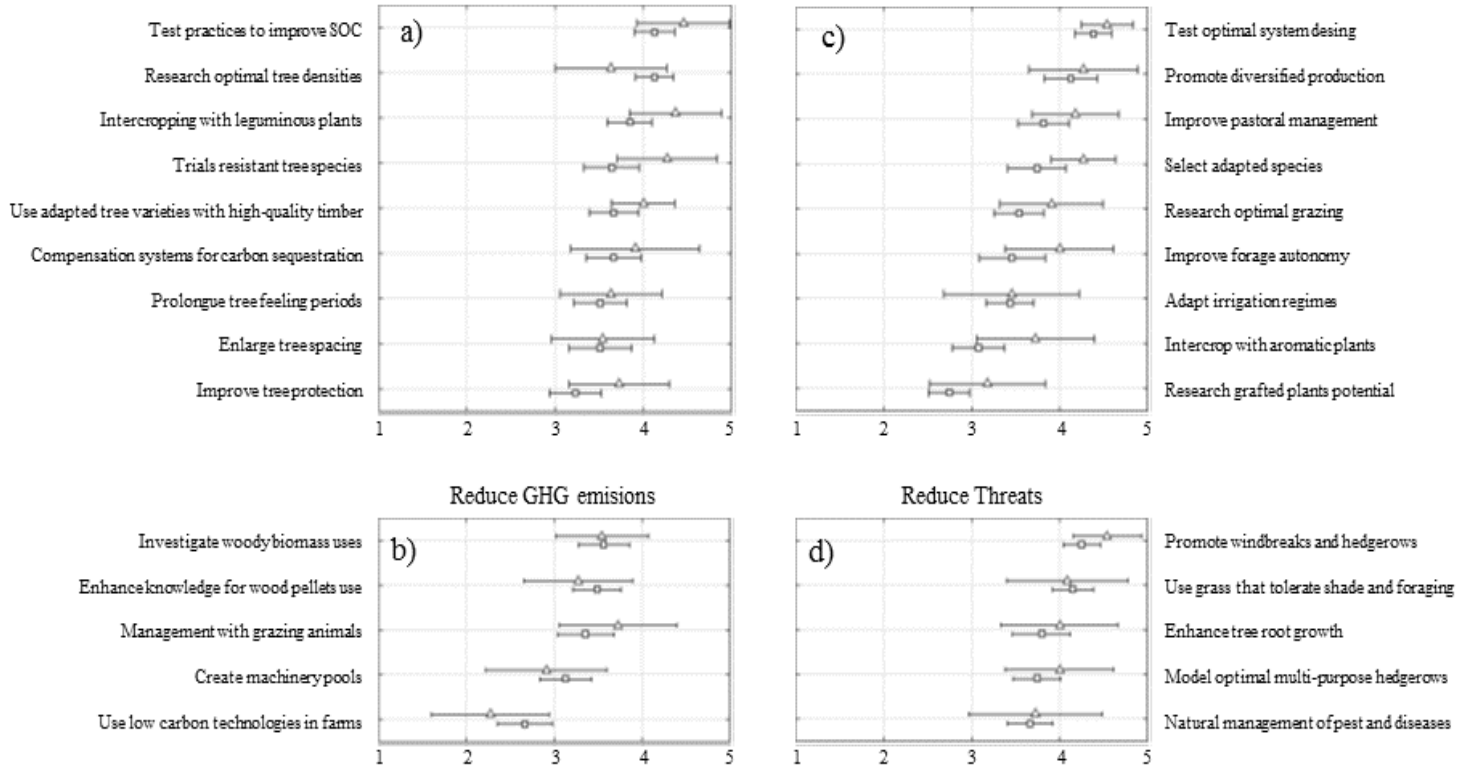 a)
Test practices to improve SOC
Research optimal tree densities
Intercropping with leguminous plants
Trials resistant tree species
Use adapted tree varieties with high-quality timber
Compensation systems for carbon sequestration
Prolongue tree feeling periods
Enlarge tree spacing
Improve tree protection
1 2 3 4 5
c)
Test optimal system desing
Promote diversified production
Improve pastoral management
Select adapted species
Research optimal grazing
Improve forage autonomy
Adapt irrigation regimes
Intercrop with aromatic plants
Research grafted plants potential
1 2 3 4 5
Reduce GHG emisions
b)
Investigate woody biomass uses
Enhance knowledge for wood pellets use
Management with grazing animals
Create machinery pools
Use low carbon technologies in farms
1 2 3 4 5
Reduce Threats
d)
Promote windbreaks and hedgerows
Use grass that tolerate shade and foraging
Enhance tree root growth
Model optimal multi-purpose hedgerows
Natural management of pest and diseases
1 2 3 4 5